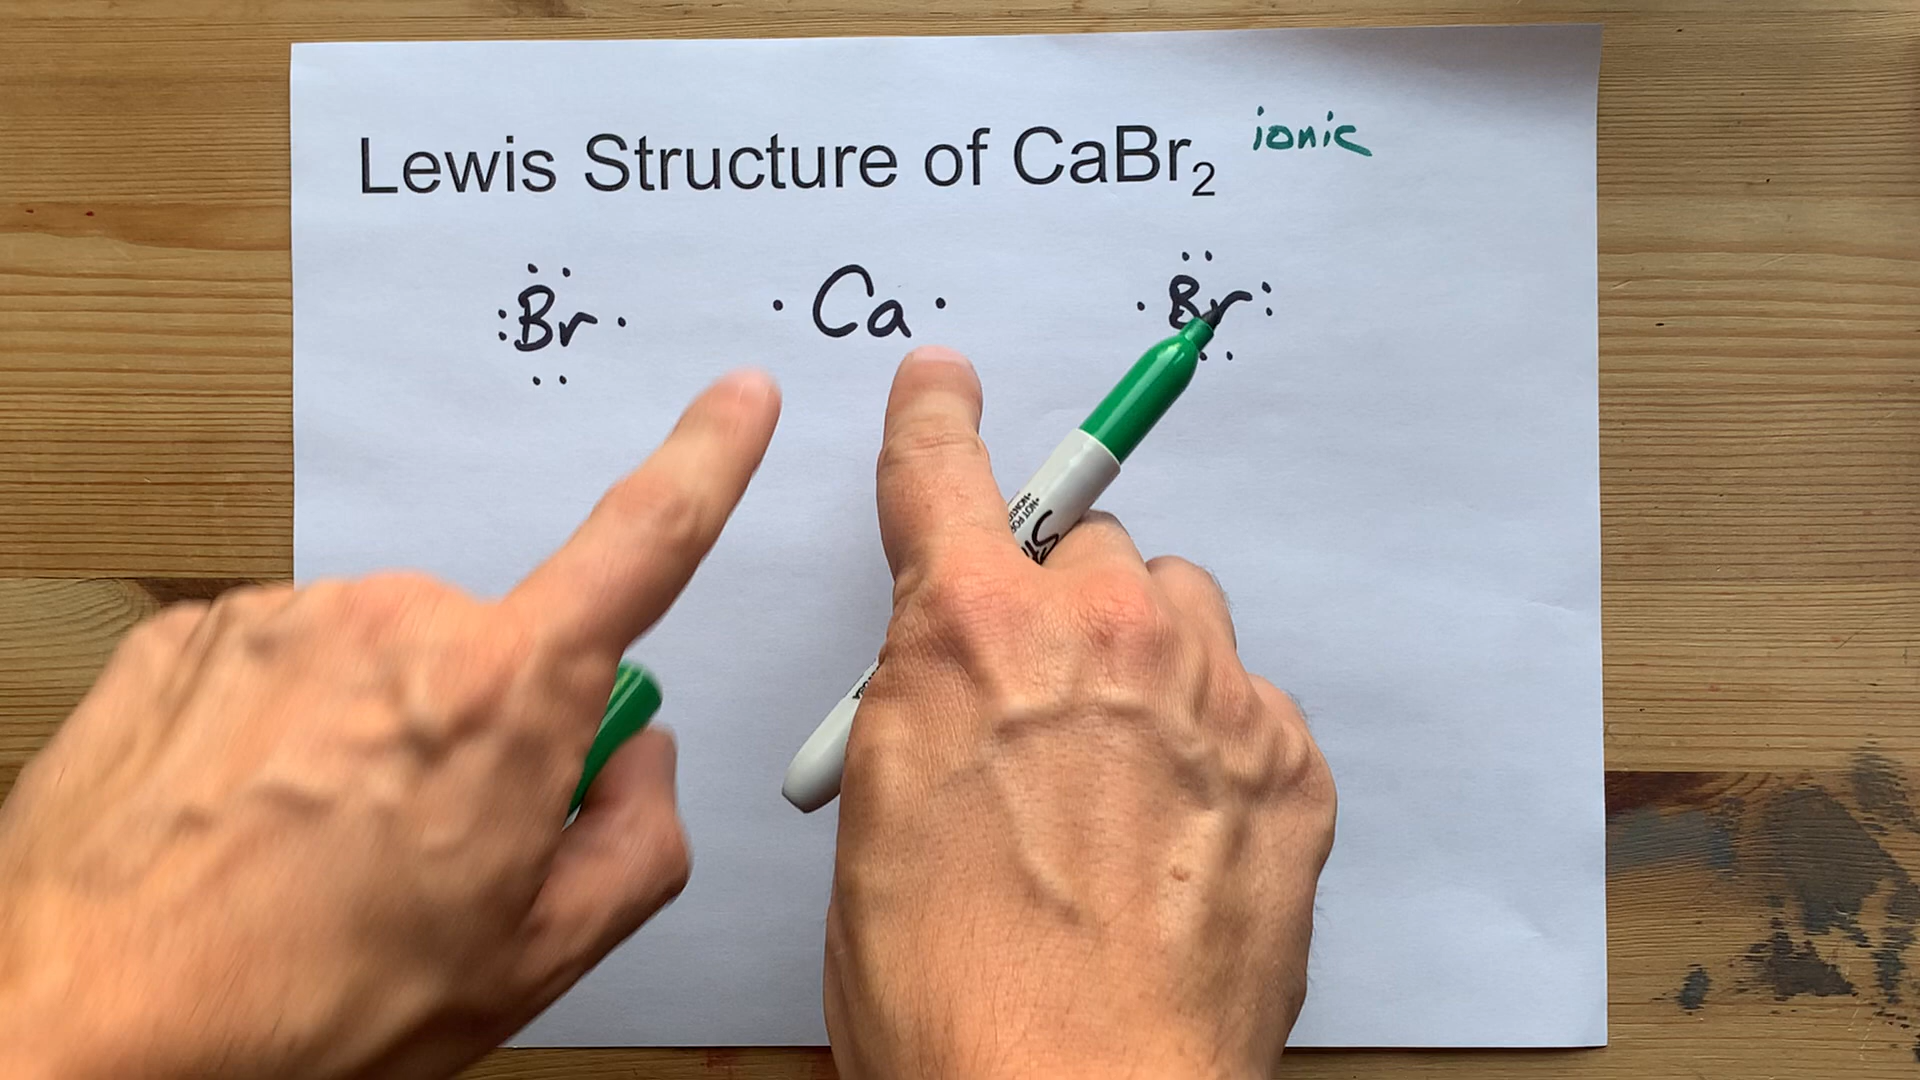 Lewis Structure of CaBr₂ ionic
Br Ca Br